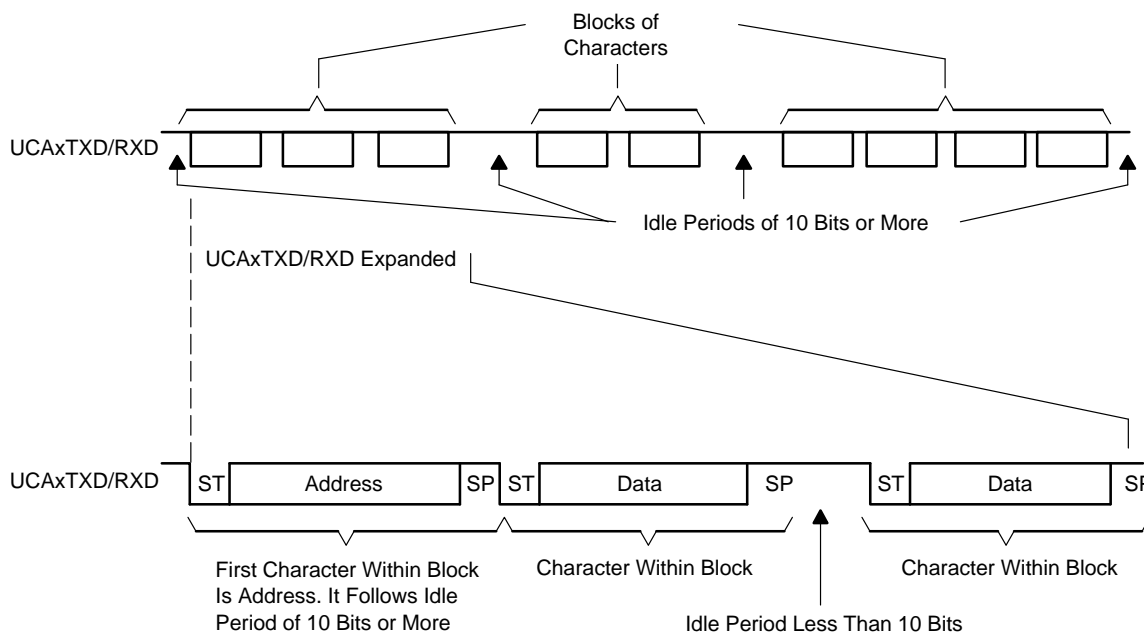 Blocks of
Characters
UCAxTXD/RXD
Idle Periods of 10 Bits or More
UCAxTXD/RXD Expanded
UCAxTXD/RXD
ST
Address
SP
ST
Data
SP
ST
Data
SP
First Character Within Block
Is Address. It Follows Idle
Period of 10 Bits or More
Character Within Block
Character Within Block
Idle Period Less Than 10 Bits